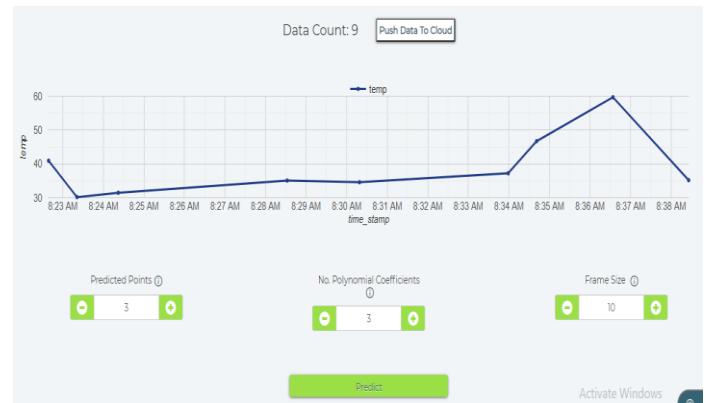 Data Count: 9 Push Data To Cloud
temp
60
50
40
30
temp
8:23 AM 8:24 AM 8:25 AM 8:26 AM 8:27 AM 8:28 AM 8:29 AM 8:30 AM 8:31 AM 8:32 AM 8:33 AM 8:34 AM 8:35 AM 8:36 AM 8:37 AM 8:38 AM
time_stamp
Predicted Points No. Polynomial Coefficients Frame Size
3 3 10
Predict
Activate Windows